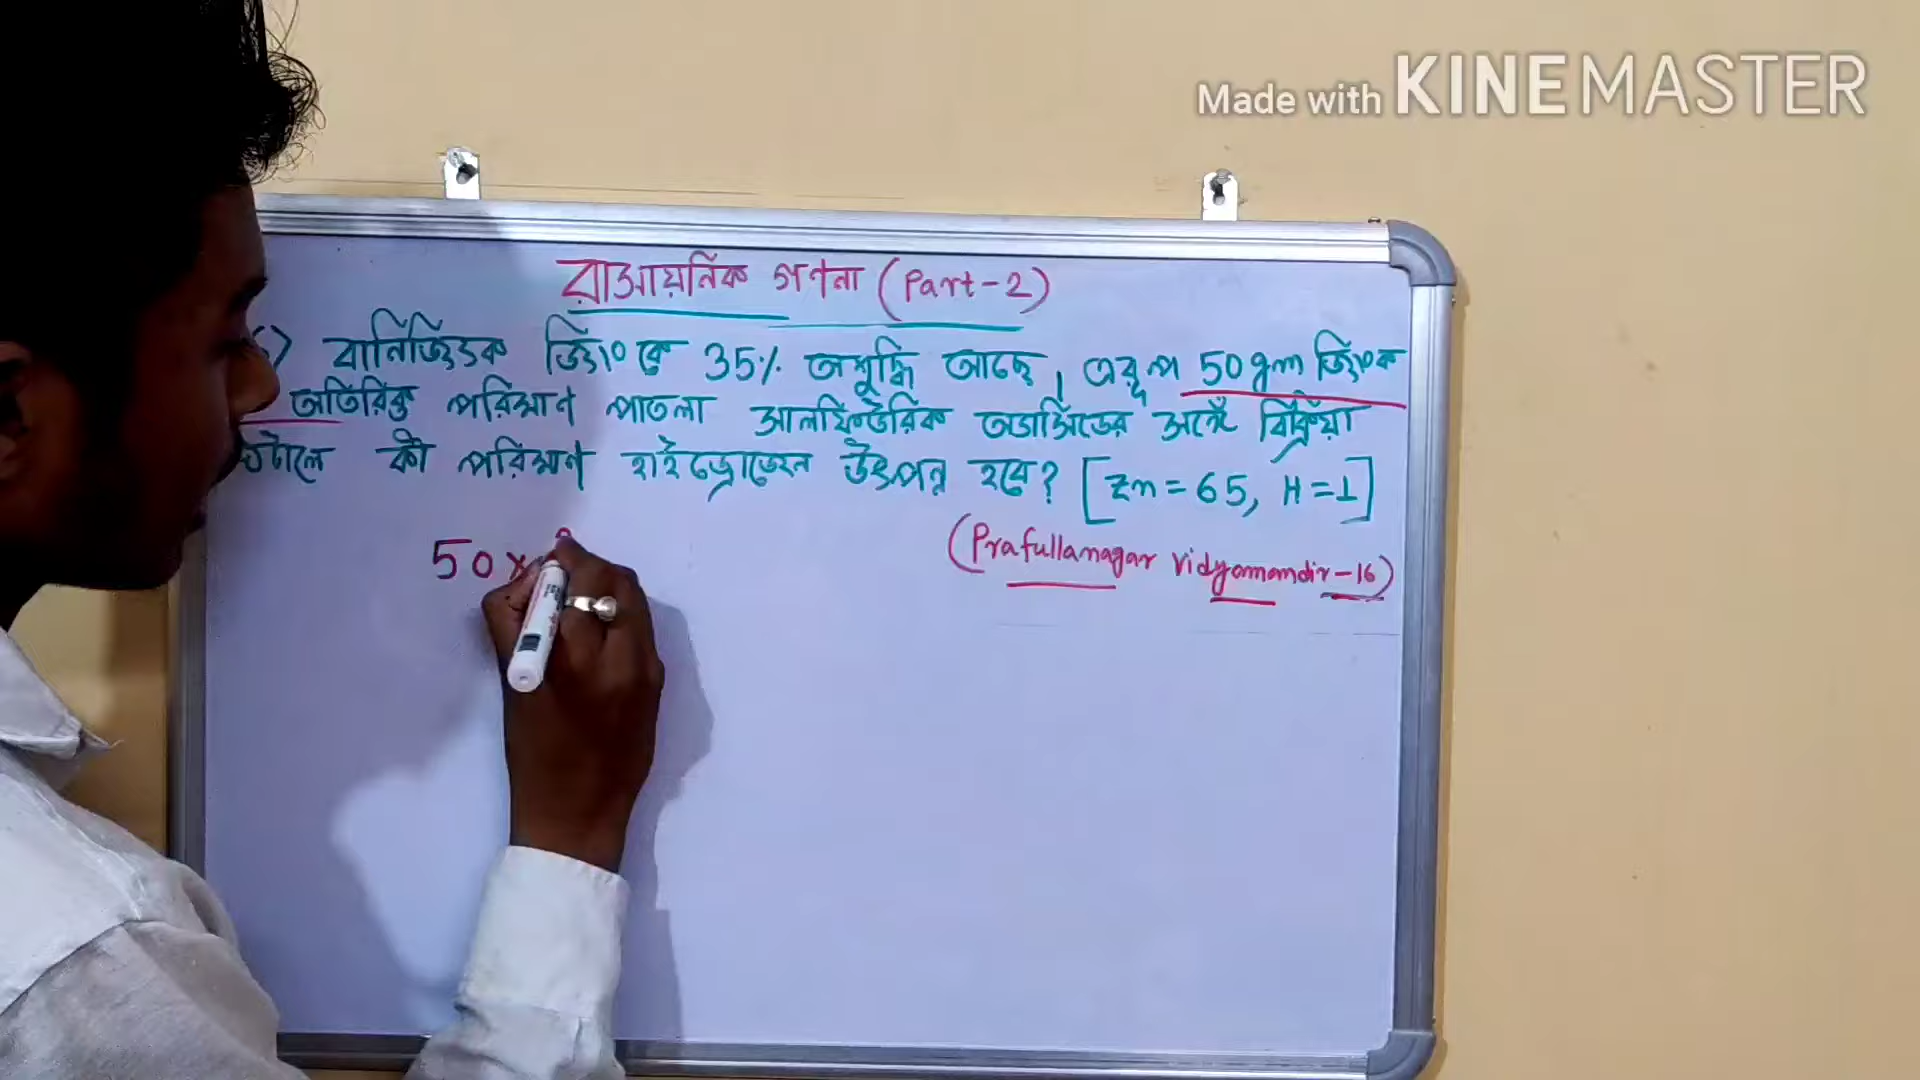 Made with KINEMASTER
রাসায়নিক গণনা (Part-2)
বানিজ্যিক জিংকে 35% অশুদ্ধি আছে। এরূপ 50gm জিংক
অতিরিক্ত পরিমাণ পাতলা সালফিউরিক অ্যাসিডের সঙ্গে বিক্রিয়া
ঘটালে কী পরিমাণ হাইড্রোজেন উৎপন্ন হবে? [Zn = 65, H = 1]
(Prafullanagar Vidyamandir-16)
50×